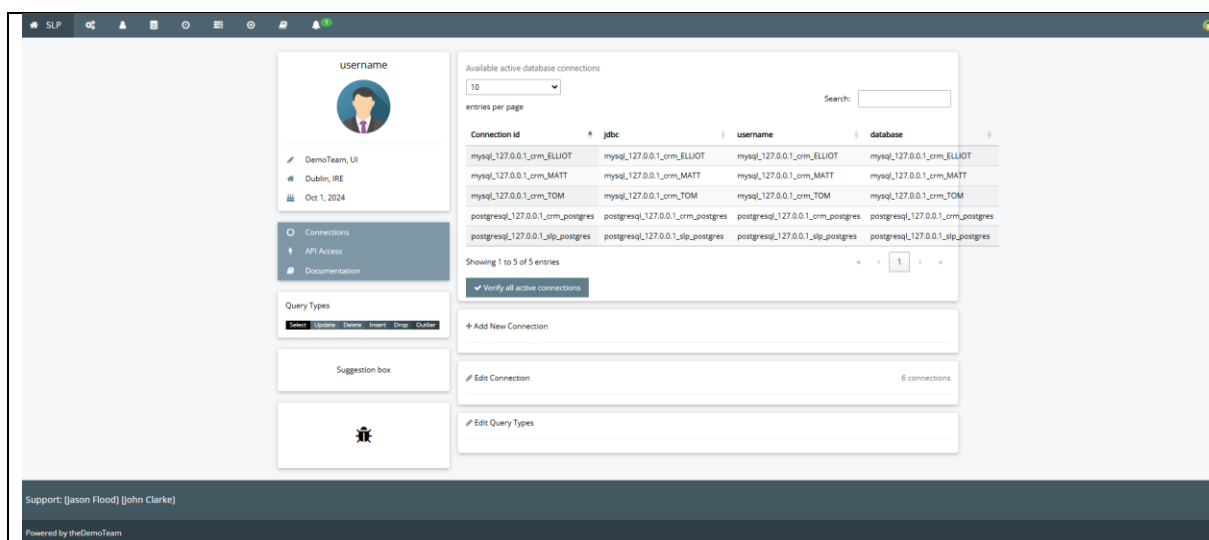 SLP
1
username
DemoTeam, UI
Dublin, IRE
Oct 1, 2024
Connections
API Access
Documentation
Query Types
Select Update Delete Insert Drop Outlier
Suggestion box
Available active database connections
10
entries per page
Search:
Connection id jdbc username database
mysql_127.0.0.1_crm_ELLIOT mysql_127.0.0.1_crm_ELLIOT mysql_127.0.0.1_crm_ELLIOT mysql_127.0.0.1_crm_ELLIOT
mysql_127.0.0.1_crm_MATT mysql_127.0.0.1_crm_MATT mysql_127.0.0.1_crm_MATT mysql_127.0.0.1_crm_MATT
mysql_127.0.0.1_crm_TOM mysql_127.0.0.1_crm_TOM mysql_127.0.0.1_crm_TOM mysql_127.0.0.1_crm_TOM
postgresql_127.0.0.1_crm_postgres postgresql_127.0.0.1_crm_postgres postgresql_127.0.0.1_crm_postgres postgresql_127.0.0.1_crm_postgres
postgresql_127.0.0.1_slp_postgres postgresql_127.0.0.1_slp_postgres postgresql_127.0.0.1_slp_postgres postgresql_127.0.0.1_slp_postgres
Showing 1 to 5 of 5 entries « ‹ 1 › »
Verify all active connections
Add New Connection
Edit Connection 6 connections
Edit Query Types
Support: [Jason Flood] [John Clarke]
Powered by theDemoTeam